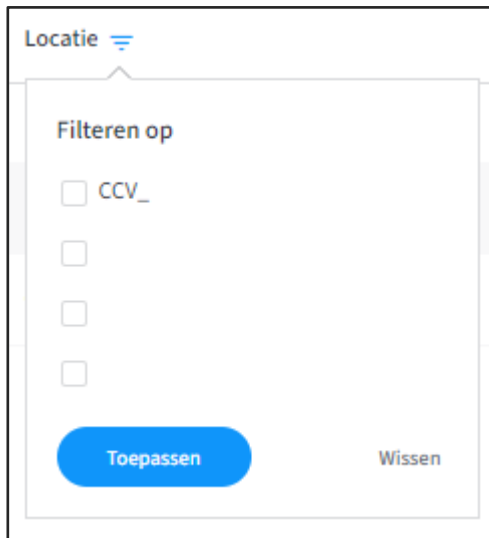 Locatie
Filteren op
CCV_
Toepassen
Wissen